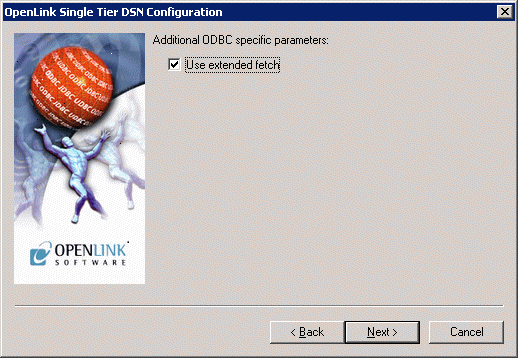 OpenLink Single Tier DSN Configuration
Additional ODBC specific parameters:
Use extended fetch
OPENLINK
SOFTWARE
< Back
Next >
Cancel